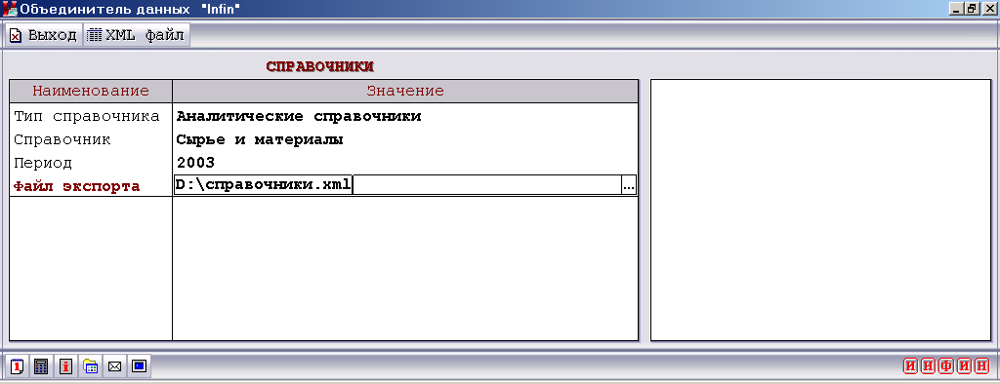 Объединитель данных "Infin"
Выход XML файл
СПРАВОЧНИКИ
Наименование Значение
Тип справочника Аналитические справочники
Справочник Сырье и материалы
Период 2003
Файл экспорта D:\справочники.xml ...
ИНФИН